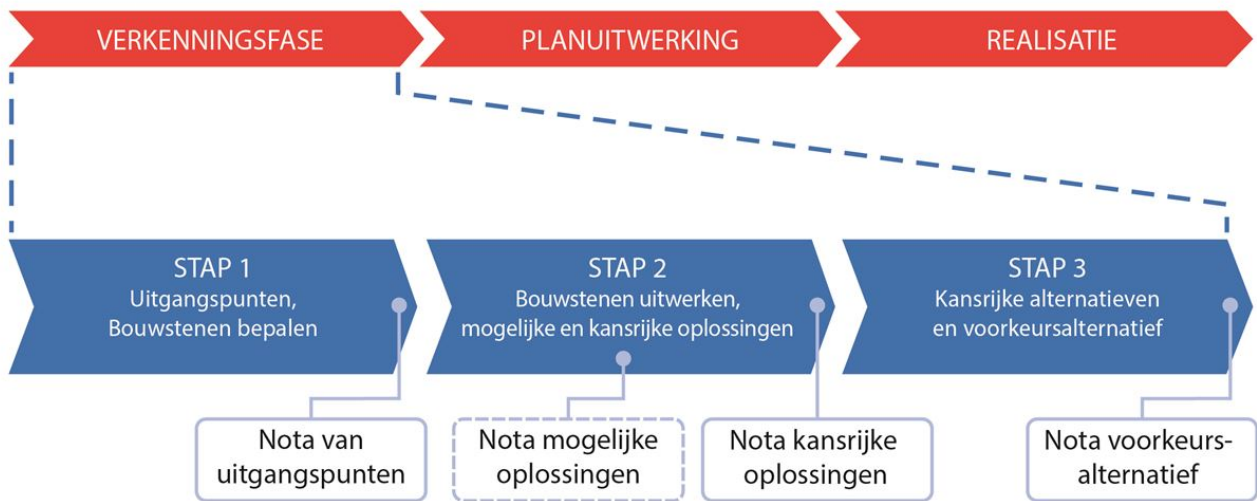 VERKENNINGSFASE
PLANUITWERKING
REALISATIE
STAP 1
Uitgangspunten,
Bouwstenen bepalen
STAP 2
Bouwstenen uitwerken,
mogelijke en kansrijke oplossingen
STAP 3
Kansrijke alternatieven
en voorkeursalternatief
Nota van
uitgangspunten
Nota mogelijke
oplossingen
Nota kansrijke
oplossingen
Nota voorkeurs-
alternatief